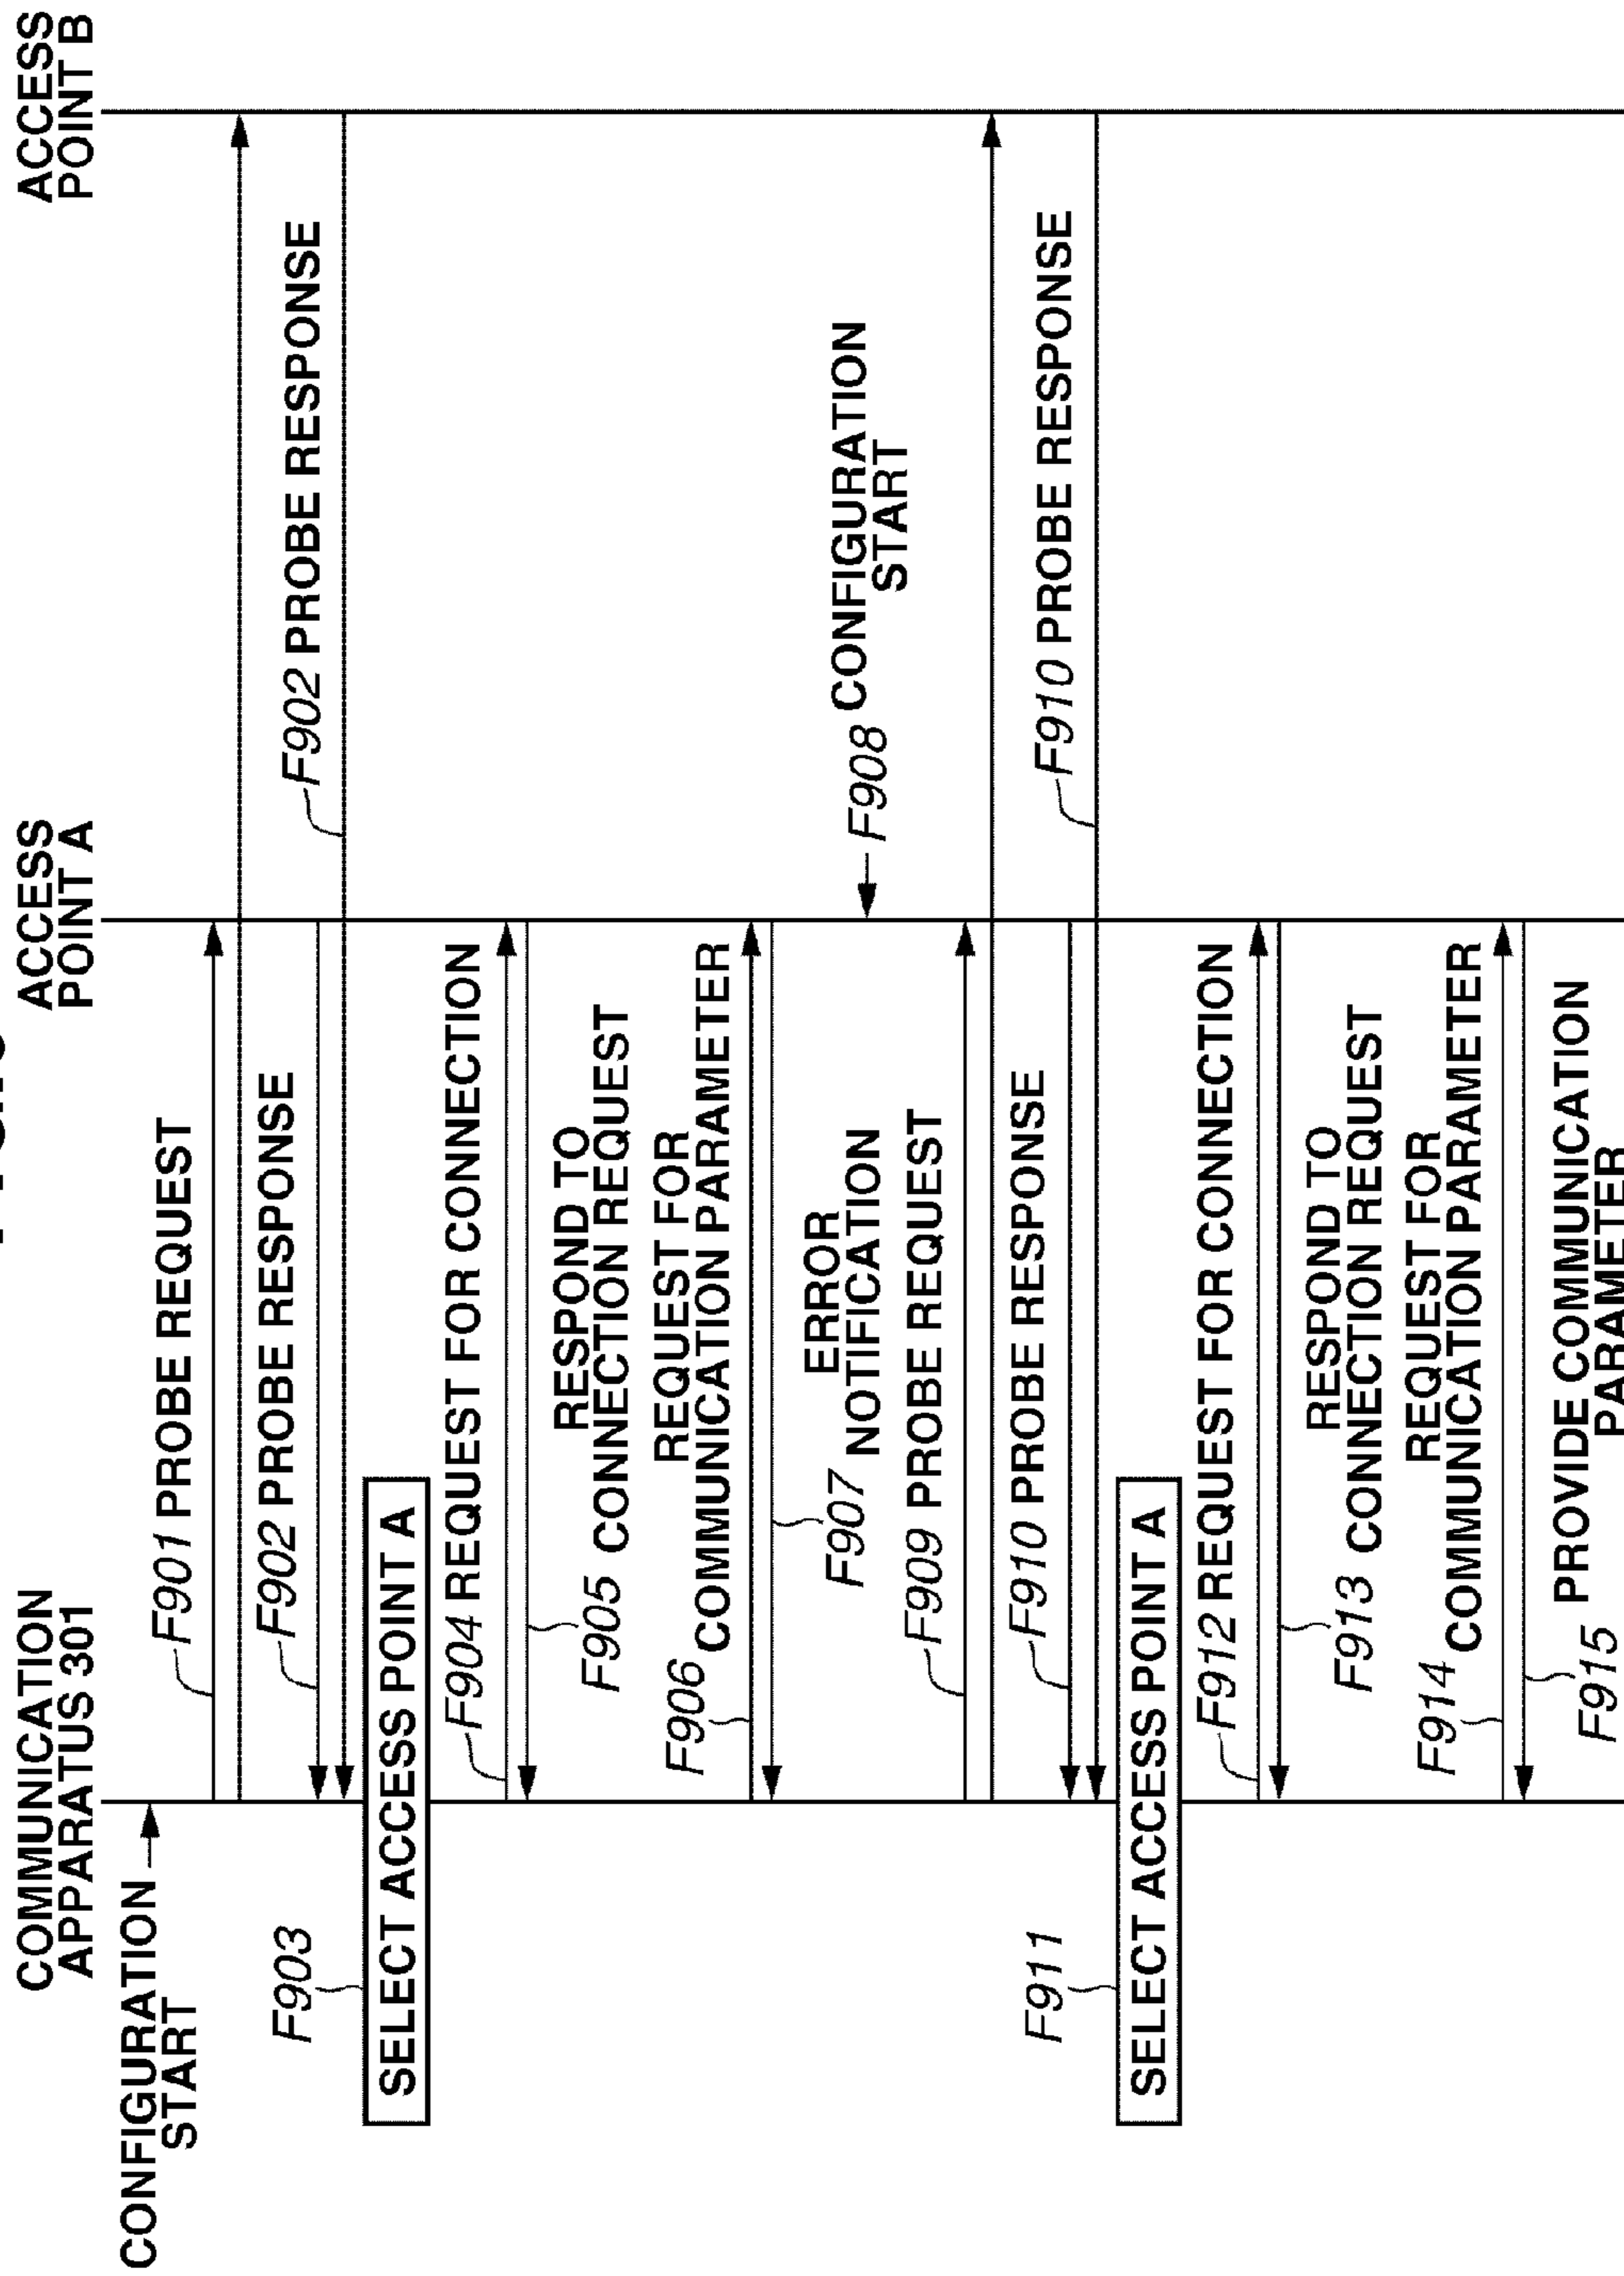 COMMUNICATION
APPARATUS 301
ACCESS
POINT A
ACCESS
POINT B
CONFIGURATION
START
F901 PROBE REQUEST
F902 PROBE RESPONSE
F902 PROBE RESPONSE
F903
SELECT ACCESS POINT A
F904 REQUEST FOR CONNECTION
RESPOND TO
F905 CONNECTION REQUEST
REQUEST FOR
F906 COMMUNICATION PARAMETER
ERROR
F907 NOTIFICATION
F908 CONFIGURATION
START
F909 PROBE REQUEST
F910 PROBE RESPONSE
F910 PROBE RESPONSE
F911
SELECT ACCESS POINT A
F912 REQUEST FOR CONNECTION
RESPOND TO
F913 CONNECTION REQUEST
REQUEST FOR
F914 COMMUNICATION PARAMETER
F915 PROVIDE COMMUNICATION
PARAMETER